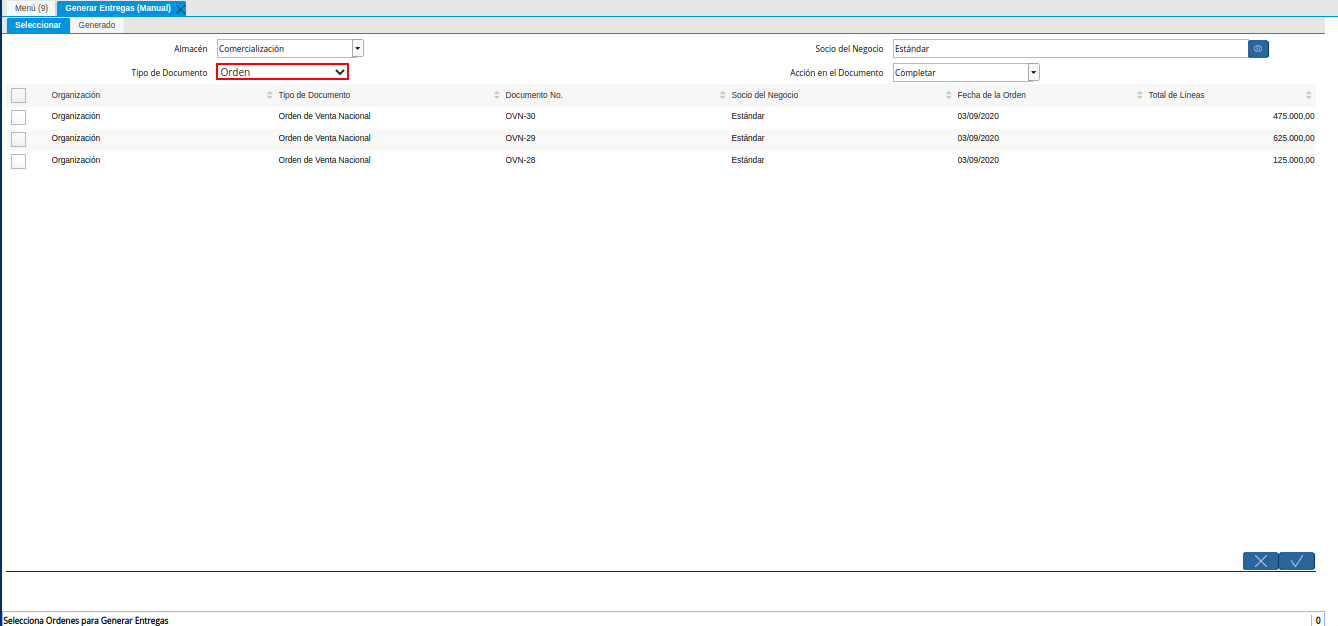 Menú (9) Generar Entregas (Manual)
Seleccionar Generado
Almacén Comercialización Socio del Negocio Estándar
Tipo de Documento Orden Acción en el Documento Completar
Organización Tipo de Documento Documento No. Socio del Negocio Fecha de la Orden Total de Líneas
Organización Orden de Venta Nacional OVN-30 Estándar 03/09/2020 475.000,00
Organización Orden de Venta Nacional OVN-29 Estándar 03/09/2020 625.000,00
Organización Orden de Venta Nacional OVN-28 Estándar 03/09/2020 125.000,00
Selecciona Ordenes para Generar Entregas 0